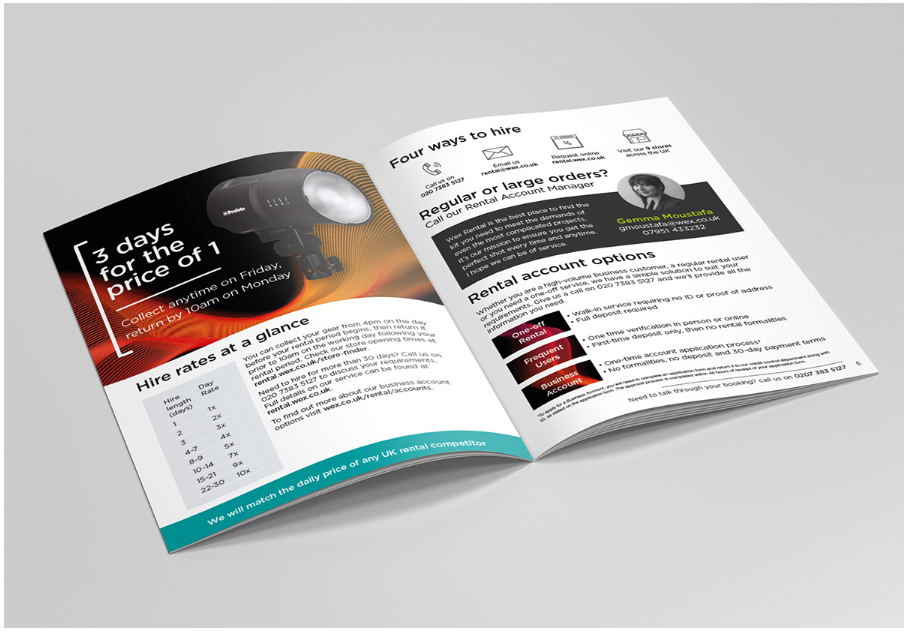 Profoto
3 days
for the
price of 1
Collect anytime on Friday,
return by 10am on Monday
Hire rates at a glance
Hire
length
(days)
Day
Rate
1 1x
2 2x
3 3x
4-7 4x
8-9 5x
10-14 7x
15-21 9x
22-30 10x
You can collect your gear from 4pm on the day
before your rental period begins, then return it
prior to 10am on the working day following your
rental period. Check our store opening times at
rental.wex.co.uk/store-finder.
Need to hire for more than 30 days? Call us on
020 7383 5127 to discuss your requirements.
Full details on our service can be found at
rental.wex.co.uk.
To find out more about our business account
options visit wex.co.uk/rental/accounts.
We will match the daily price of any UK rental competitor
Four ways to hire
Call us on
020 7383 5127
Email us
rental@wex.co.uk
Request online
rental.wex.co.uk
Visit our 9 stores
across the UK
Regular or large orders?
Call our Rental Account Manager
Wex Rental is the best place to find the
kit you need to meet the demands of
even the most complicated projects.
It's our mission to ensure you get the
perfect shot every time and anytime.
I hope we can be of service.
Gemma Moustafa
gmoustafa@wex.co.uk
07951 433232
Rental account options
Whether you are a high-volume business customer, a regular rental user
or you need a one-off service, we have a simple solution to suit your
requirements. Give us a call on 020 7383 5127 and we'll provide all the
information you need.
One-off
Rental
• Walk-in service requiring no ID or proof of address
• Full deposit required
Frequent
Users
• One time verification in person or online
• First-time deposit only, then no rental formalities
Business
Account
• One-time account application process*
• No formalities, no deposit and 30-day payment terms
*To apply for a Business account, you will need to complete an application form and return it to our credit control department along with
ID, as stated on the application form. The approval process is completed within 48 hours of receipt of your application form.
Need to talk through your booking? Call us on 0207 383 5127
5